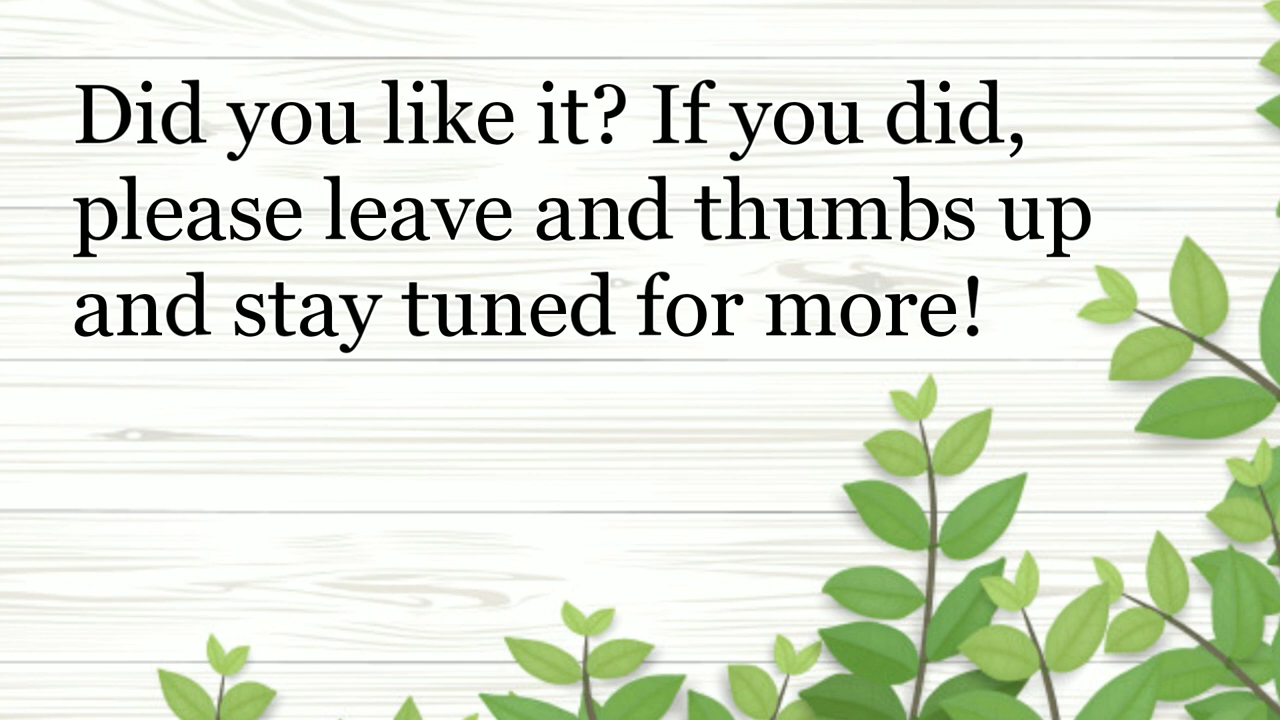 Did you like it? If you did,
please leave and thumbs up
and stay tuned for more!